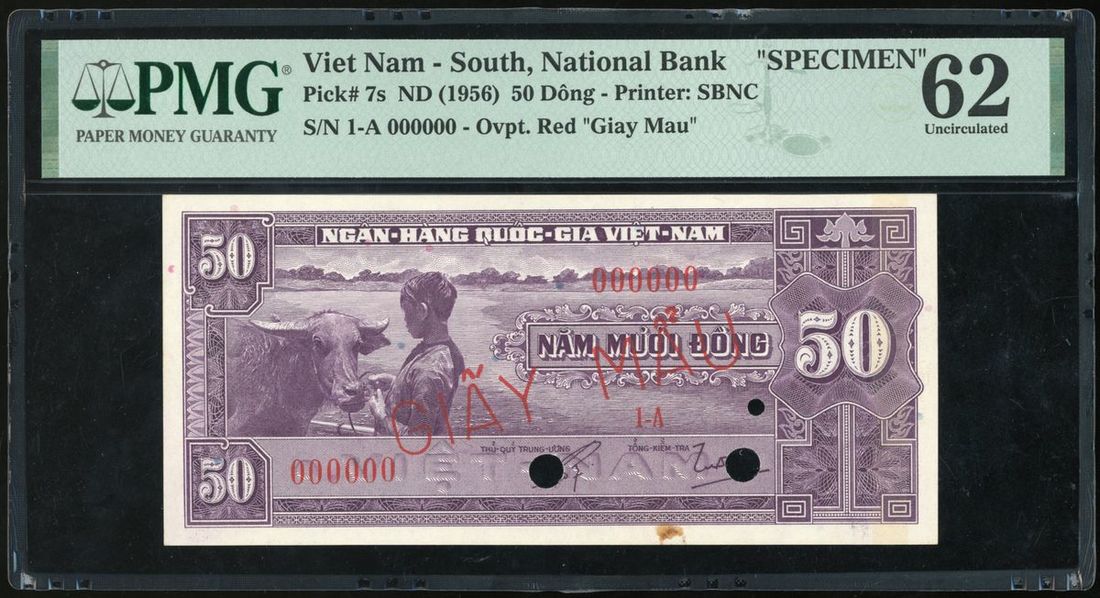 PMG®
PAPER MONEY GUARANTY
Viet Nam - South, National Bank "SPECIMEN"
Pick# 7s ND (1956) 50 Dông - Printer: SBNC
S/N 1-A 000000 - Ovpt. Red "Giay Mau"
62
Uncirculated
50
NGÂN-HÀNG QUỐC-GIA VIỆT-NAM
000000
NĂM MƯƠI ĐỒNG
50
GIẤY MẪU
1-A
THỦ-QUỸ TRUNG-ƯƠNG
TỔNG-KIỂM-TRA
VIỆT-NAM
50
000000